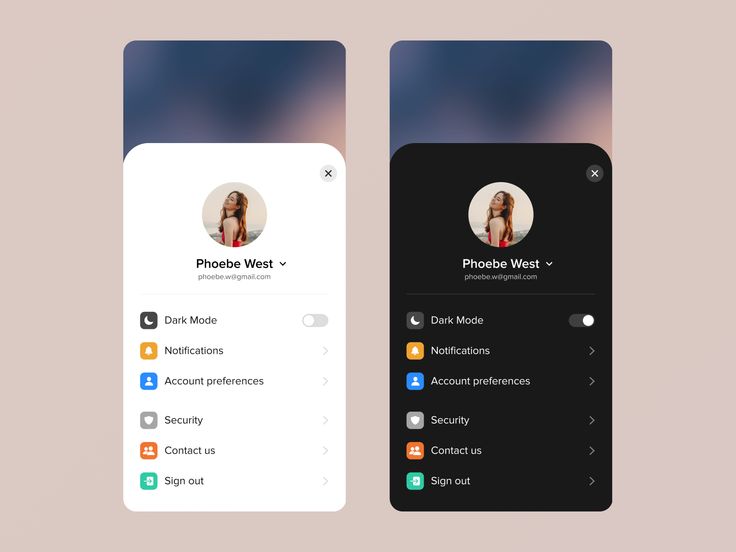 Phoebe West
phoebe.w@gmail.com
Dark Mode
Notifications
Account preferences
Security
Contact us
Sign out
Phoebe West
phoebe.w@gmail.com
Dark Mode
Notifications
Account preferences
Security
Contact us
Sign out